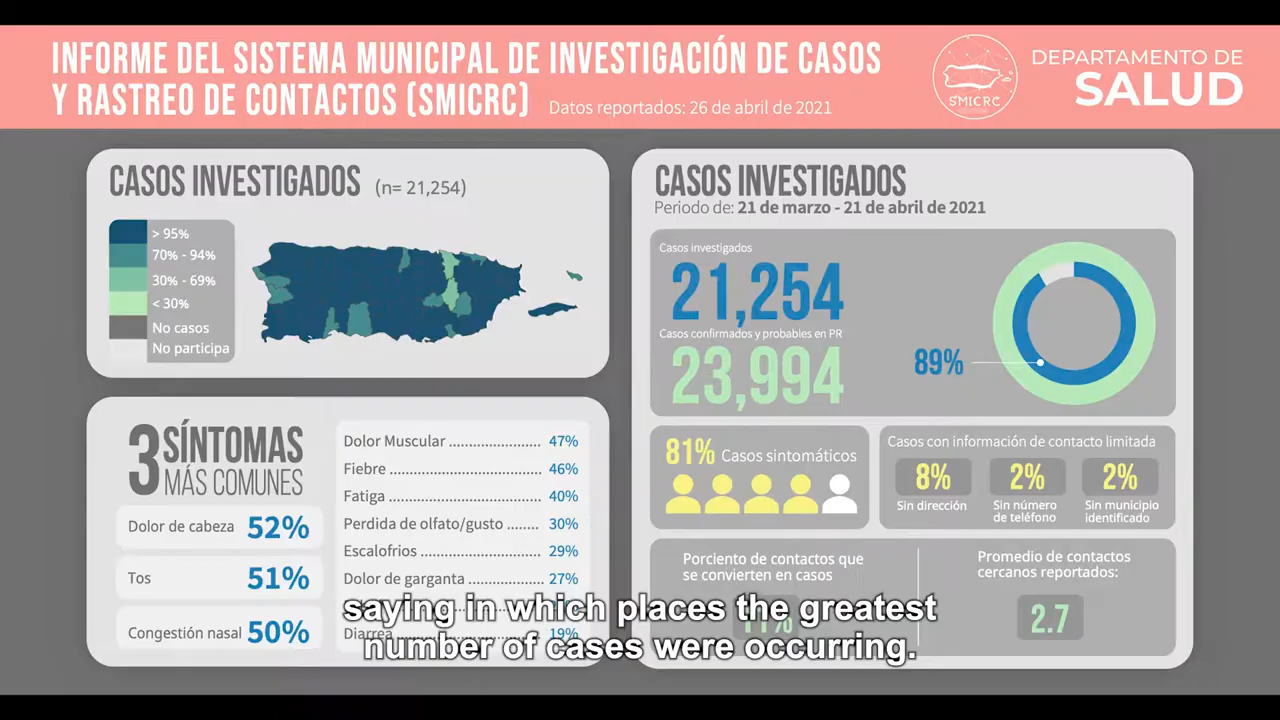 INFORME DEL SISTEMA MUNICIPAL DE INVESTIGACIÓN DE CASOS
Y RASTREO DE CONTACTOS (SMICRC) Datos reportados: 26 de abril de 2021
SMICRC
DEPARTAMENTO DE
SALUD
CASOS INVESTIGADOS (n= 21,254)
> 95%
70% - 94%
30% - 69%
< 30%
No casos
No participa
3 SÍNTOMAS
MÁS COMUNES
Dolor de cabeza 52%
Tos 51%
Congestión nasal 50%
Dolor Muscular ....................... 47%
Fiebre ...................................... 46%
Fatiga ....................................... 40%
Perdida de olfato/gusto ........ 30%
Escalofrios .............................. 29%
Dolor de garganta .................. 27%
Diarrea 19%
CASOS INVESTIGADOS
Periodo de: 21 de marzo - 21 de abril de 2021
Casos investigados
21,254
Casos confirmados y probables en PR
23,994
89%
81% Casos sintomáticos
Casos con información de contacto limitada
8%
Sin dirección
2%
Sin número
de teléfono
2%
Sin municipio
identificado
Porciento de contactos que
se convierten en casos
11%
Promedio de contactos
cercanos reportados:
2.7
saying in which places the greatest
number of cases were occurring.